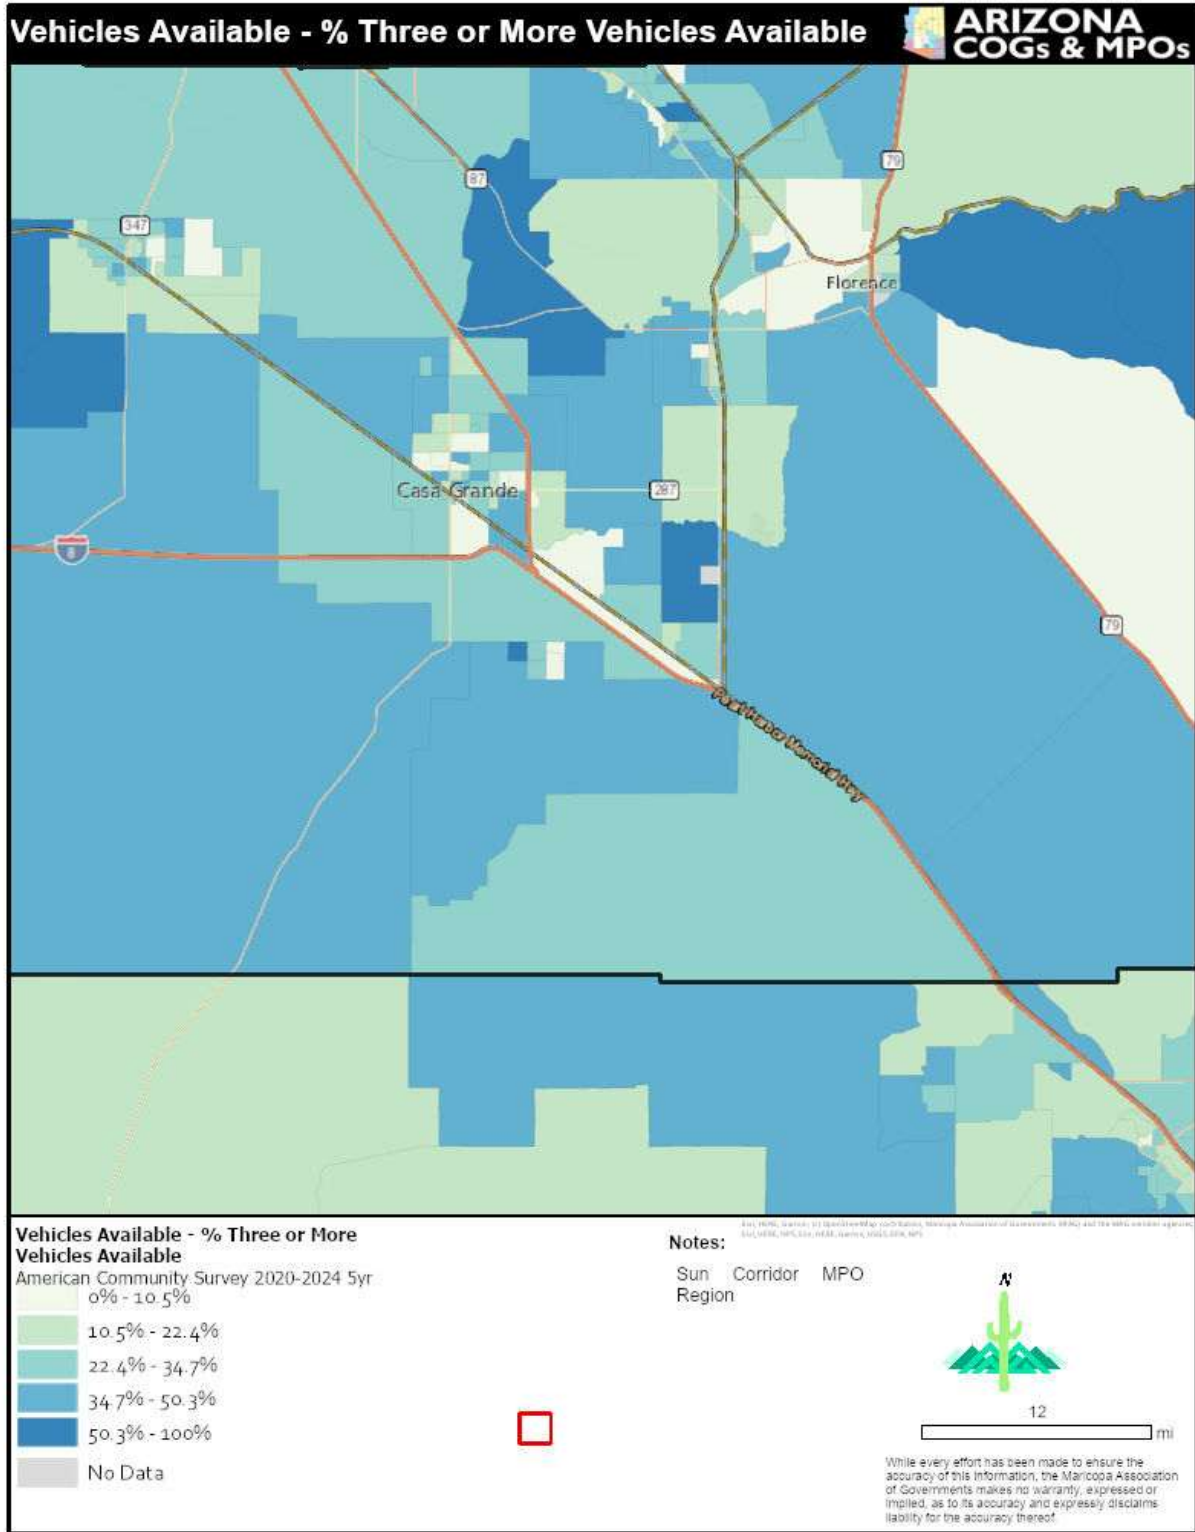 Vehicles Available - % Three or More Vehicles Available
ARIZONA
COGs & MPOs
79
87
347
Florence
287
Casa Grande
8
79
Pearl Harbor Memorial Hwy
Vehicles Available - % Three or More
Vehicles Available
American Community Survey 2020-2024 5yr
0% - 10.5%
10.5% - 22.4%
22.4% - 34.7%
34.7% - 50.3%
50.3% - 100%
No Data
Notes:
Sun Corridor MPO
Region
N
12
mi
While every effort has been made to ensure the
accuracy of this information, the Maricopa Association
of Governments makes no warranty, expressed or
implied, as to its accuracy and expressly disclaims
liability for the accuracy thereof.